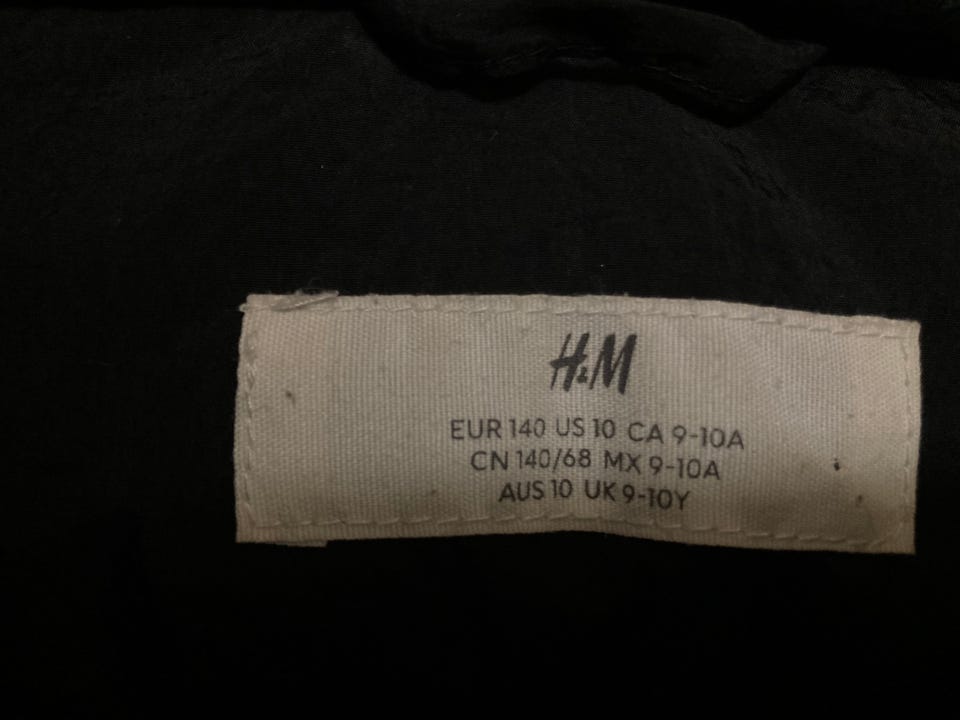 H&M
EUR 140 US 10 CA 9-10A
CN 140/68 MX 9-10A
AUS 10 UK 9-10Y